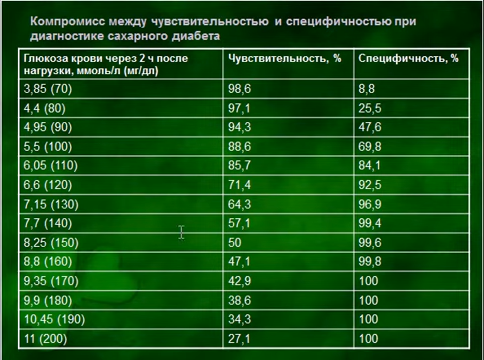 Компромисс между чувствительностью и специфичностью при
диагностике сахарного диабета
Глюкоза крови через 2 ч после Чувствительность, % Специфичность, %
нагрузки, ммоль/л (мг/дл)
3,85 (70) 98,6 8,8
4,4 (80) 97,1 25,5
4,95 (90) 94,3 47,6
5,5 (100) 88,6 69,8
6,05 (110) 85,7 84,1
6,6 (120) 71,4 92,5
7,15 (130) 64,3 96,9
7,7 (140) 57,1 99,4
8,25 (150) 50 99,6
8,8 (160) 47,1 99,8
9,35 (170) 42,9 100
9,9 (180) 38,6 100
10,45 (190) 34,3 100
11 (200) 27,1 100